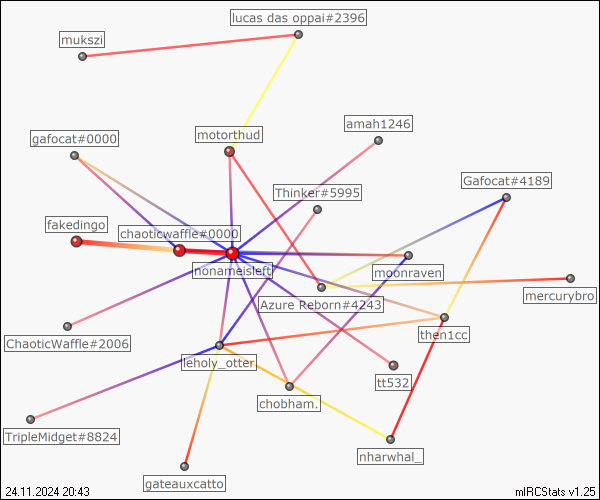 lucas das oppai#2396
mukszi
amah1246
motorthud
gafocat#0000
Gafocat#4189
Thinker#5995
fakedingo
chaoticwaffle#0000
nonameisleft
moonraven
mercurybro
Azure Reborn#4243
ChaoticWaffle#2006
then1cc
leholy_otter
tt532
chobham.
TripleMidget#8824
nharwhal_
gateauxcatto
24.11.2024 20:43
mIRCStats v1.25